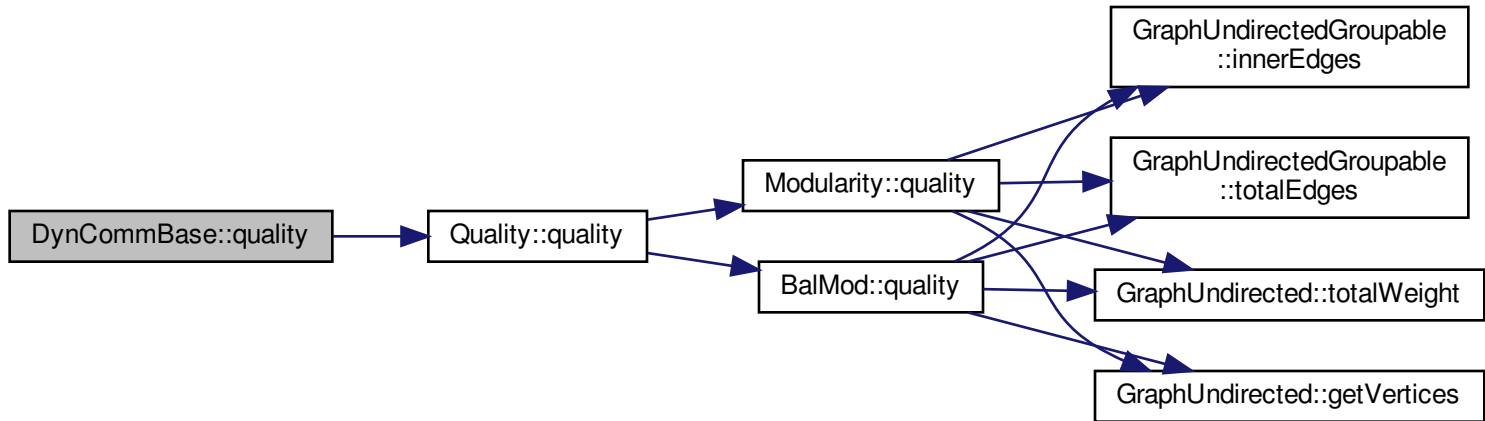 DynCommBase::quality
Quality::quality
Modularity::quality
BalMod::quality
GraphUndirectedGroupable
::innerEdges
GraphUndirectedGroupable
::totalEdges
GraphUndirected::totalWeight
GraphUndirected::getVertices